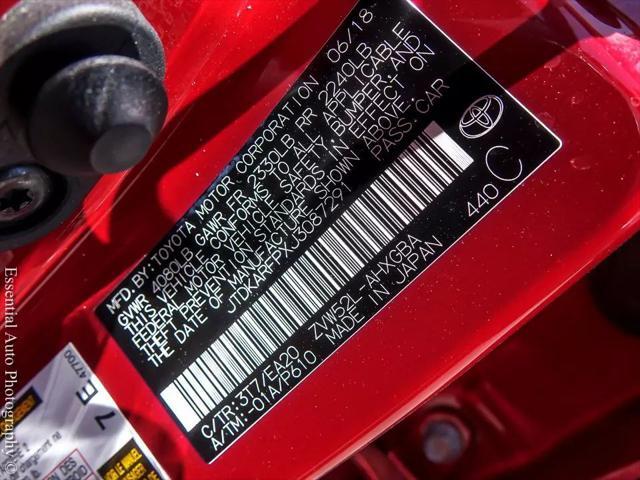 MFD. BY: TOYOTA MOTOR CORPORATION 06/18
GVWR 4080LB GAWR FR 2330LB RR 2240LB
THIS VEHICLE CONFORMS TO ALL APPLICABLE
FEDERAL MOTOR VEHICLE SAFETY, BUMPER, AND
THEFT PREVENTION STANDARDS IN EFFECT ON
THE DATE OF MANUFACTURE SHOWN ABOVE.
JTDKARFPXJ3087291 PASS. CAR
C/TR: 3T7/EA20 ZVW52L-AHXGBA 440 C
A/TM: -01A/P610 MADE IN JAPAN
7 E
47700
Essential Auto Photography ©